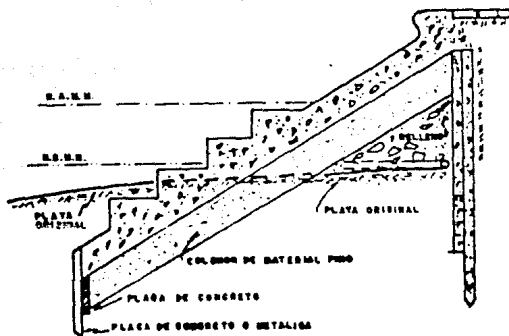 N.A.M.M.
RELLENO
N.B.M.M.
PLAYA
ORIGINAL
PLAYA ORIGINAL
COLCHON DE MATERIAL FINO
PLACA DE CONCRETO
PLACA DE CONCRETO O METALICA